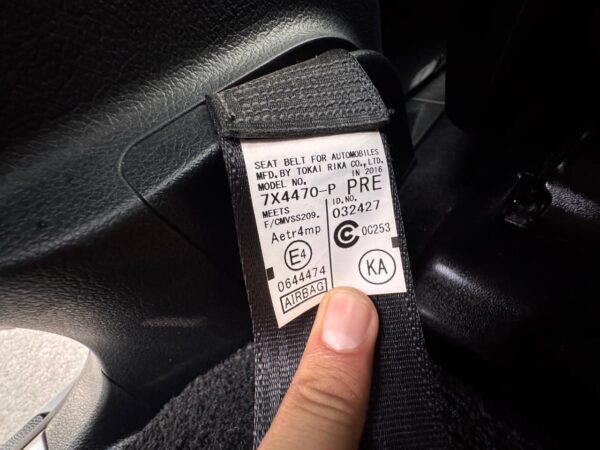 SEAT BELT FOR AUTOMOBILES
MFD. BY TOKAI RIKA CO., LTD.
MODEL NO. IN 2016
7X4470-P PRE
MEETS
F/CMVSS209.
Aetr4mp
E4
0644474
AIRBAG
ID. NO.
032427
CCC 0C253
KA